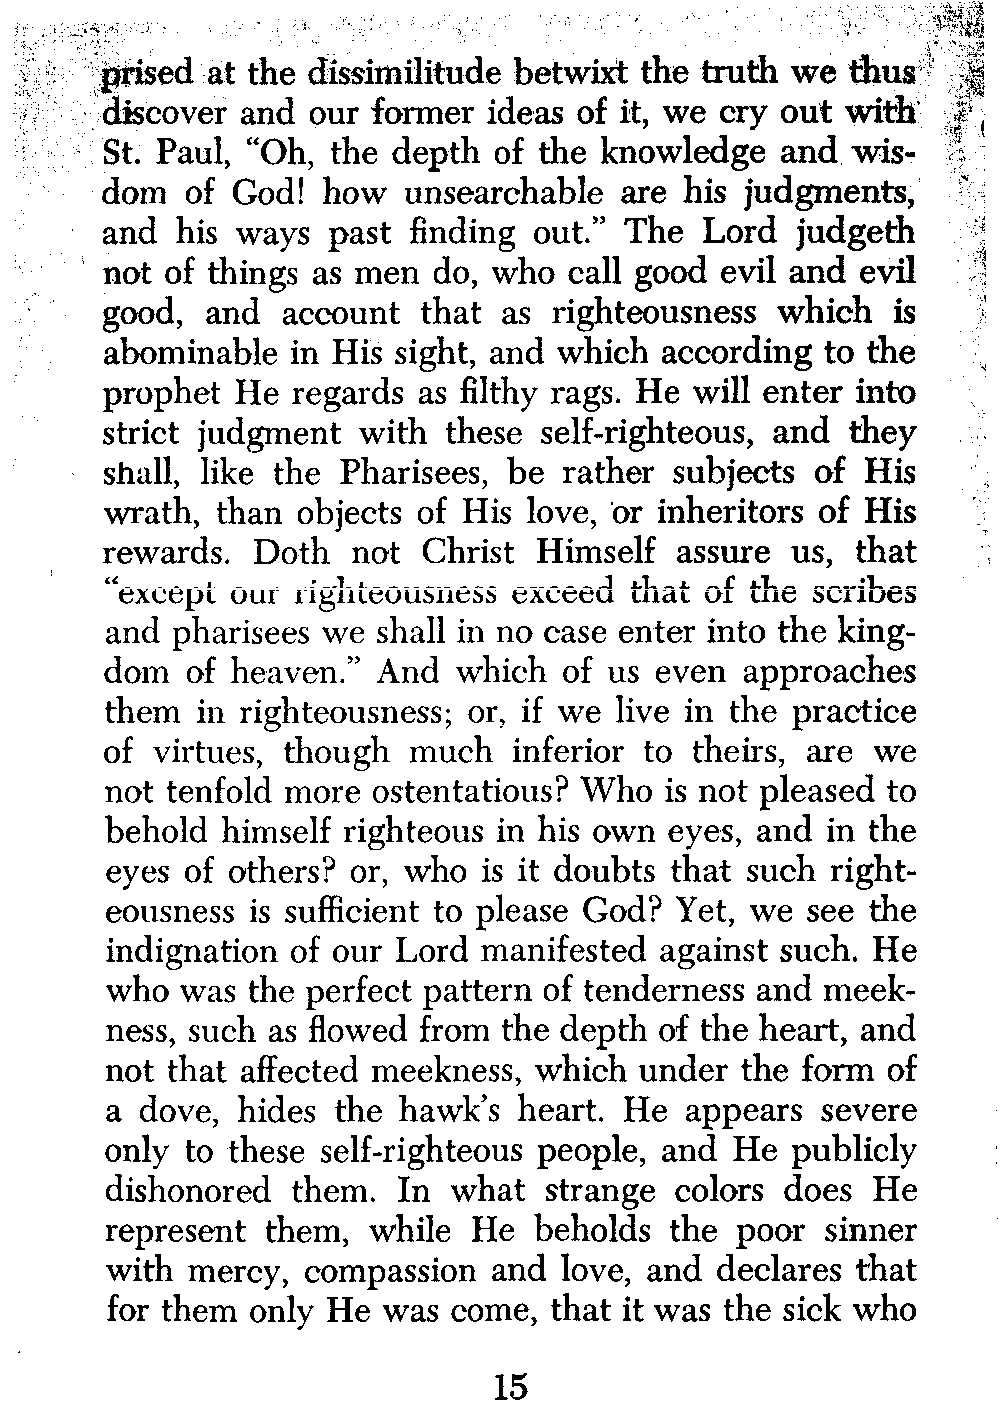 prised at the dissimilitude betwixt the truth we thus
discover and our former ideas of it, we cry out with
St. Paul, “Oh, the depth of the knowledge and wis-
dom of God! how unsearchable are his judgments,
and his ways past finding out.” The Lord judgeth
not of things as men do, who call good evil and evil
good, and account that as righteousness which is
abominable in His sight, and which according to the
prophet He regards as filthy rags. He will enter into
strict judgment with these self-righteous, and they
shall, like the Pharisees, be rather subjects of His
wrath, than objects of His love, or inheritors of His
rewards. Doth not Christ Himself assure us, that
“except our righteousness exceed that of the scribes
and pharisees we shall in no case enter into the king-
dom of heaven.” And which of us even approaches
them in righteousness; or, if we live in the practice
of virtues, though much inferior to theirs, are we
not tenfold more ostentatious? Who is not pleased to
behold himself righteous in his own eyes, and in the
eyes of others? or, who is it doubts that such right-
eousness is sufficient to please God? Yet, we see the
indignation of our Lord manifested against such. He
who was the perfect pattern of tenderness and meek-
ness, such as flowed from the depth of the heart, and
not that affected meekness, which under the form of
a dove, hides the hawk’s heart. He appears severe
only to these self-righteous people, and He publicly
dishonored them. In what strange colors does He
represent them, while He beholds the poor sinner
with mercy, compassion and love, and declares that
for them only He was come, that it was the sick who
15